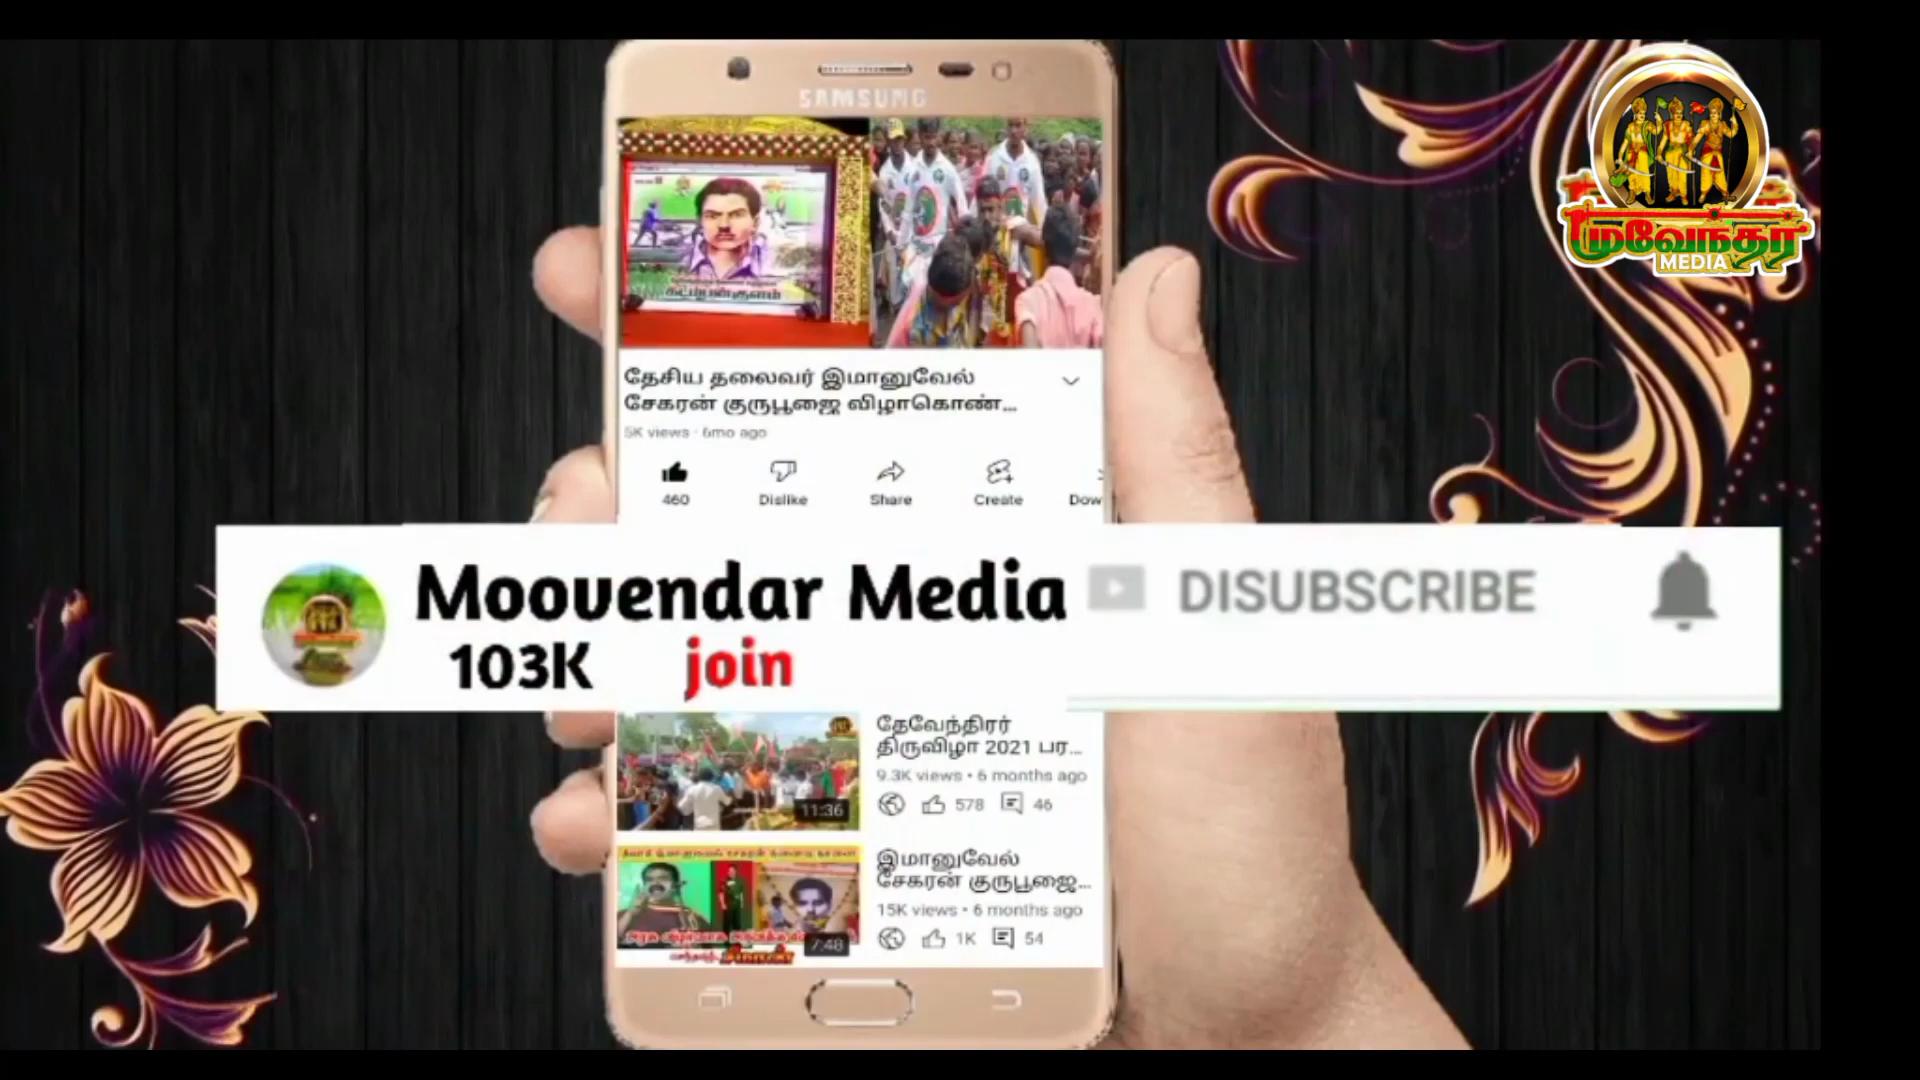 SAMSUNG
மூவேந்தர்
MEDIA
தேசிய தலைவர் இமானுவேல்
சேகரன் குருபூஜை விழாகொண்...
5K views · 6mo ago
460 Dislike Share Create Dow
Moovendar Media
103K join
DISUBSCRIBE
தேவேந்திரர்
திருவிழா 2021 பர...
9.3K views • 6 months ago
578 46
11:36
இமானுவேல்
சேகரன் குருபூஜை...
15K views • 6 months ago
1K 54
7:48